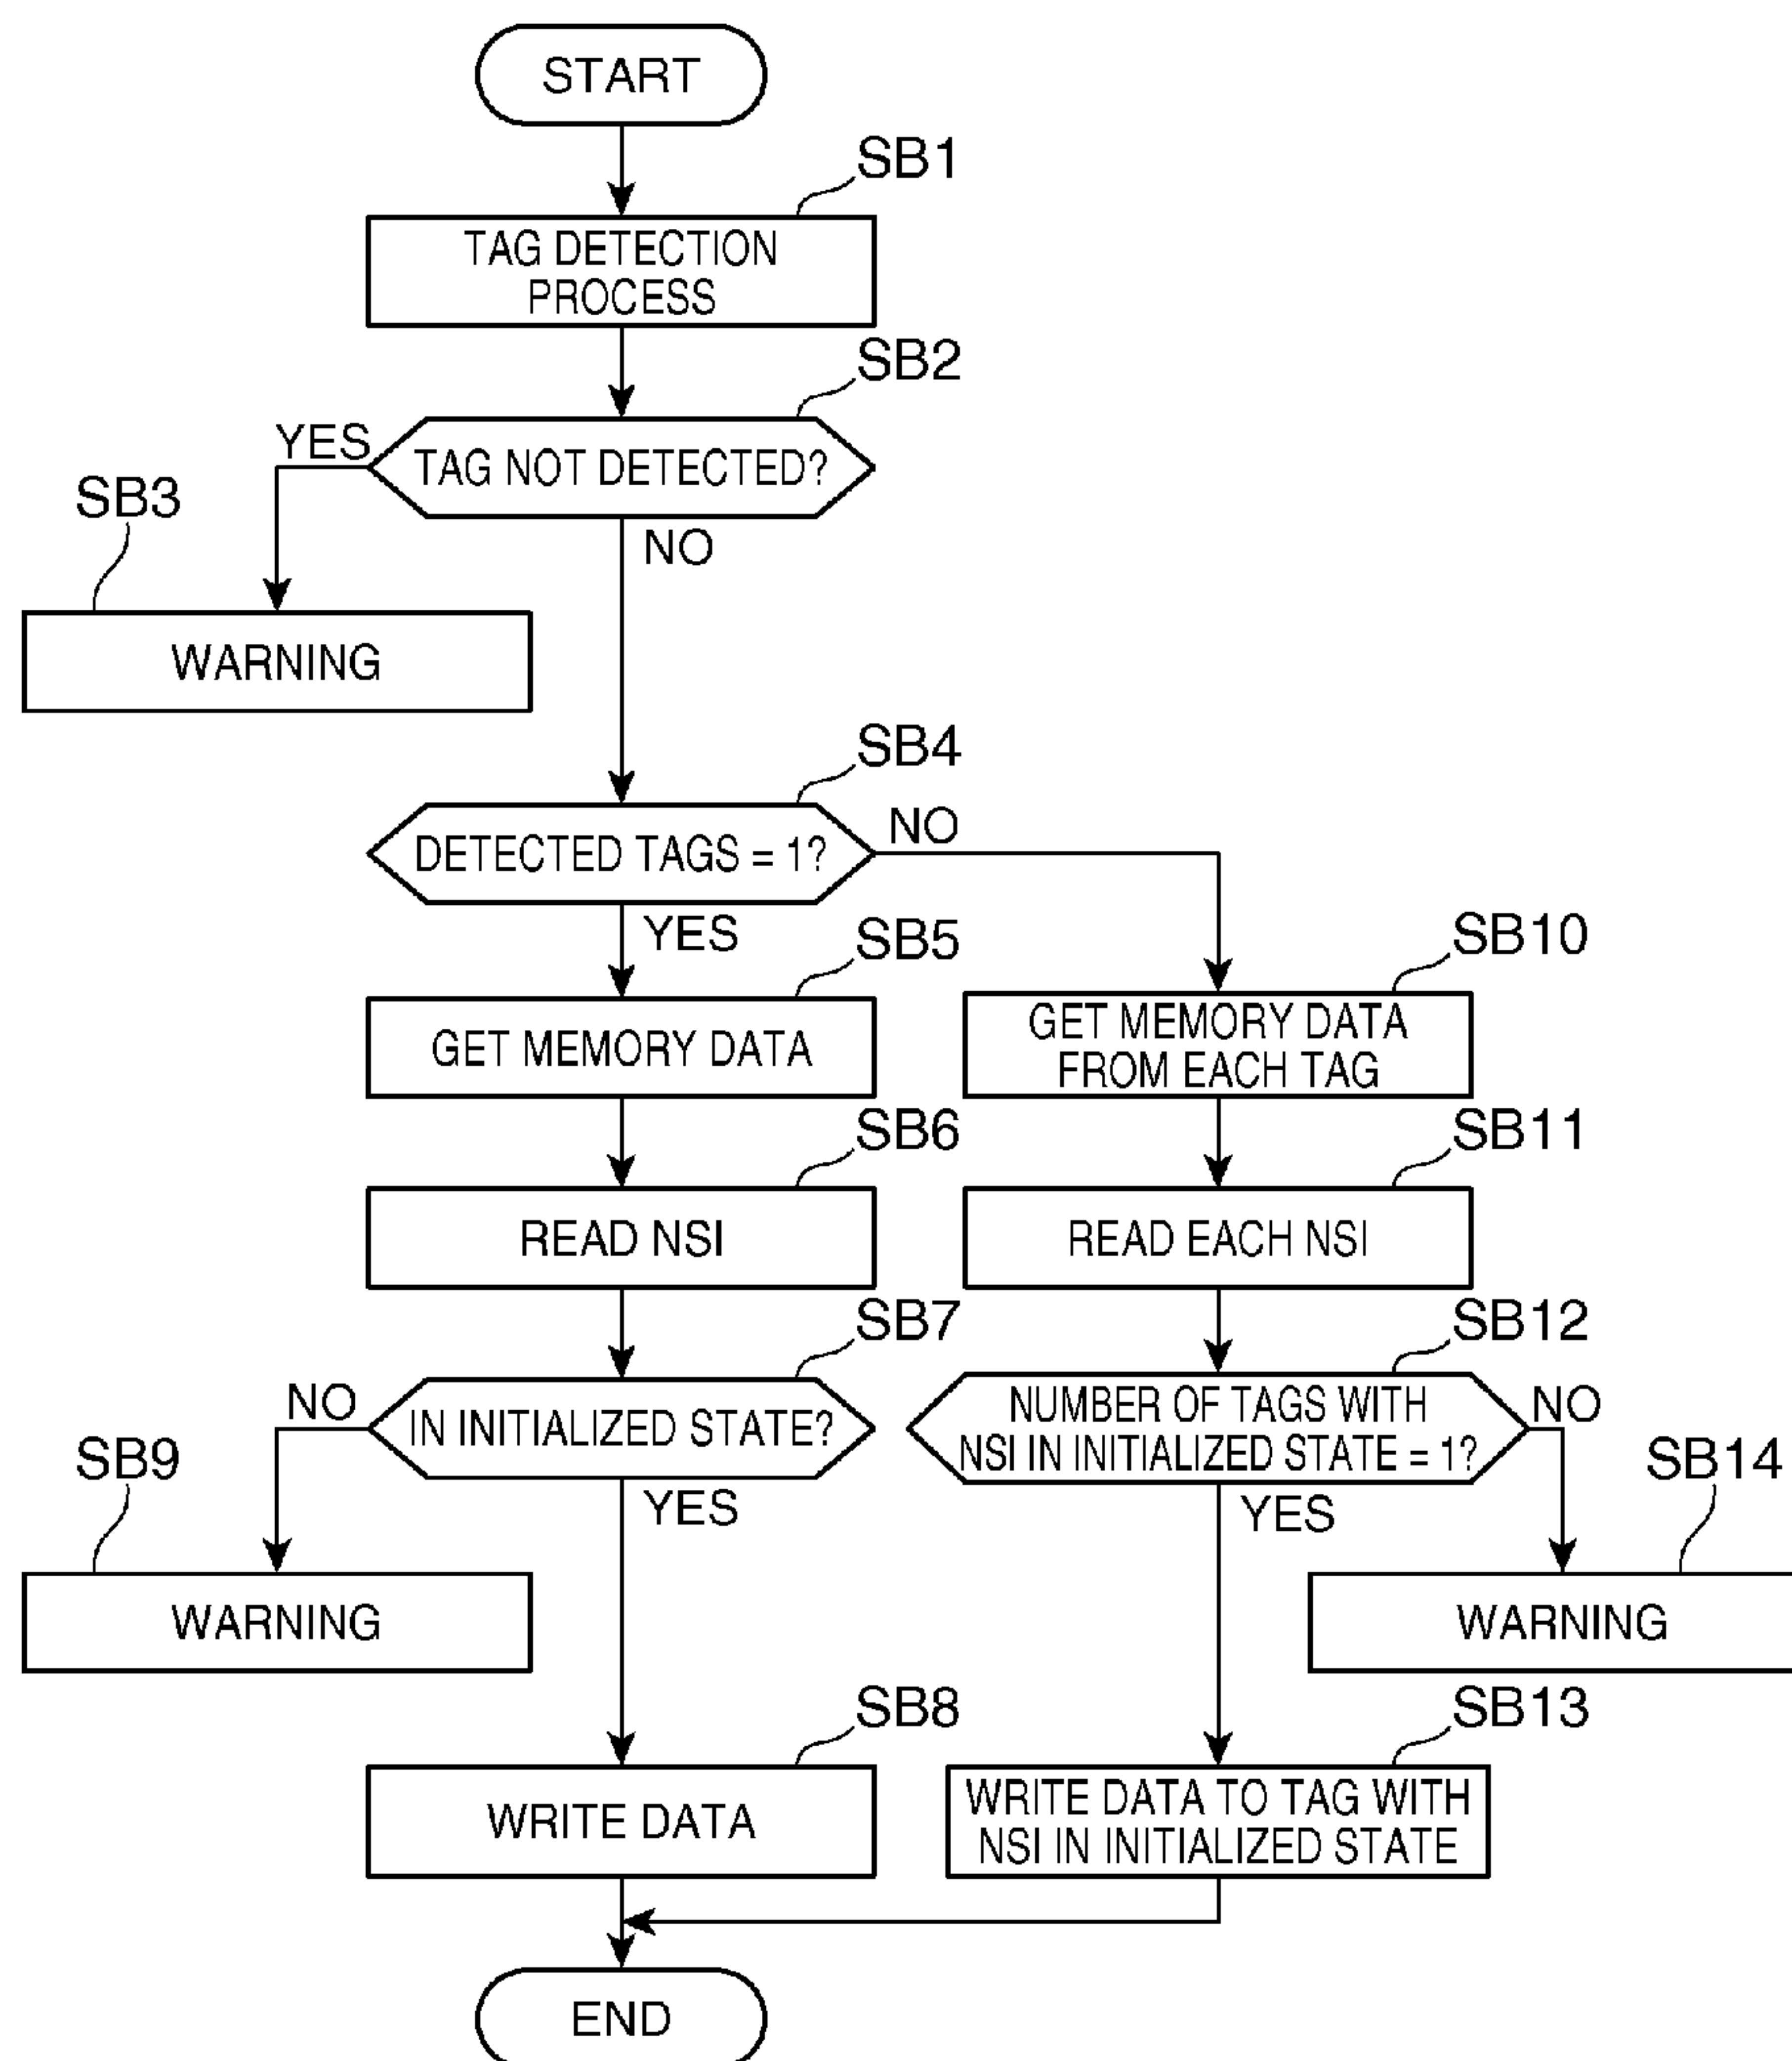 START
SB1
TAG DETECTION
PROCESS
SB2
YES
TAG NOT DETECTED?
SB3
NO
WARNING
SB4
DETECTED TAGS = 1?
NO
YES
SB5
SB10
GET MEMORY DATA
GET MEMORY DATA
FROM EACH TAG
SB6
SB11
READ NSI
READ EACH NSI
SB7
SB12
NO
IN INITIALIZED STATE?
NUMBER OF TAGS WITH
NSI IN INITIALIZED STATE = 1?
NO
SB9
YES
YES
SB14
WARNING
WARNING
SB8
SB13
WRITE DATA
WRITE DATA TO TAG WITH
NSI IN INITIALIZED STATE
END